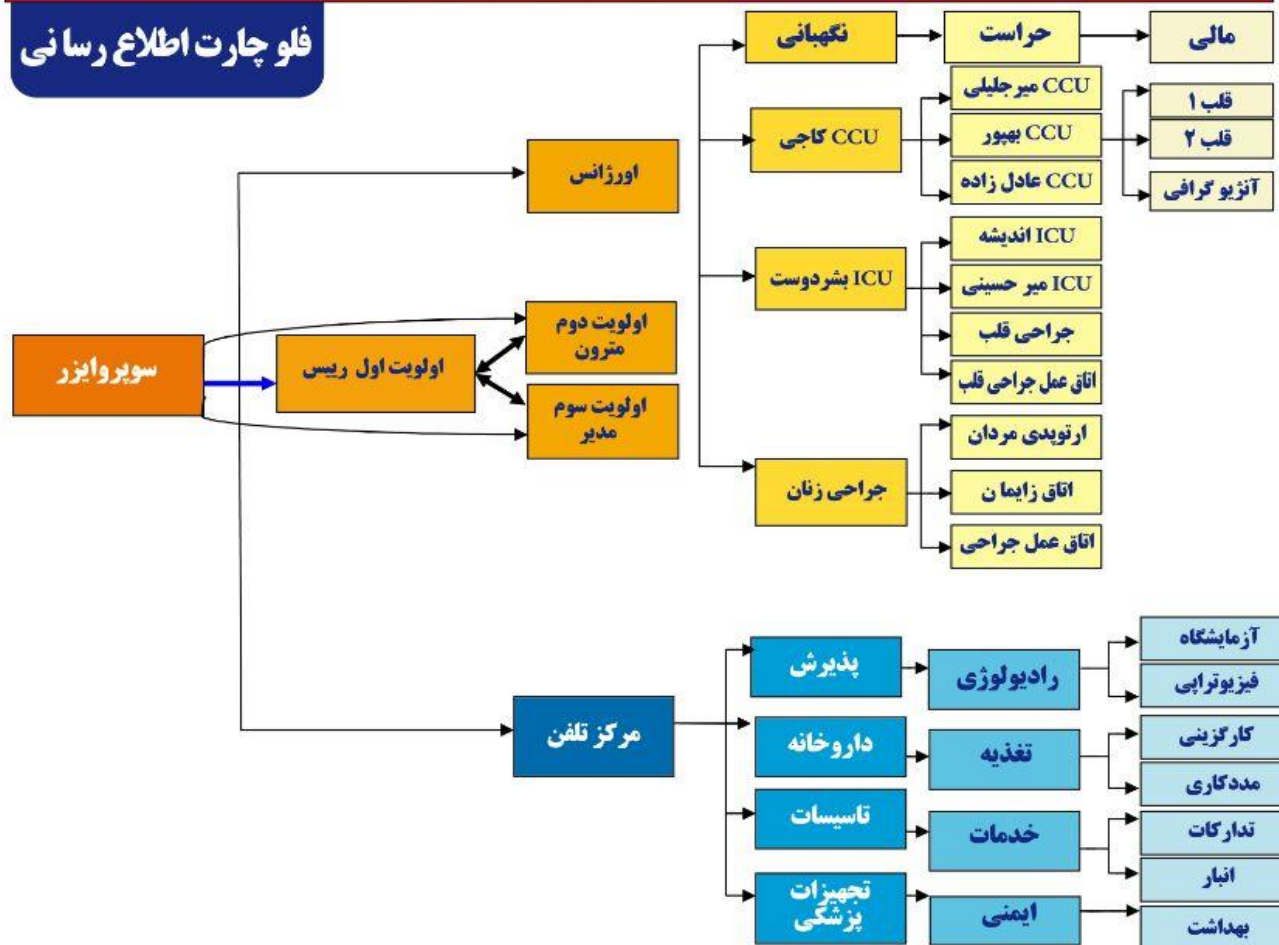 فلو چارت اطلاع رسانی
سوپروایزر
اولویت اول رییس
اورژانس
اولویت دوم
مترون
اولویت سوم
مدیر
نگهبانی
حراست
مالی
CCU کاجی
CCU میرجلیلی
CCU بهپور
CCU عادل زاده
قلب ۱
قلب ۲
آنژیو گرافی
ICU بشردوست
ICU اندیشه
ICU میر حسینی
جراحی قلب
اتاق عمل جراحی قلب
جراحی زنان
ارتوپدی مردان
اتاق زایمان
اتاق عمل جراحی
مرکز تلفن
پذیرش
رادیولوژی
آزمایشگاه
فیزیوتراپی
داروخانه
تغذیه
کارگزینی
مددکاری
تاسیسات
خدمات
تدارکات
انبار
تجهیزات
پزشکی
ایمنی
بهداشت